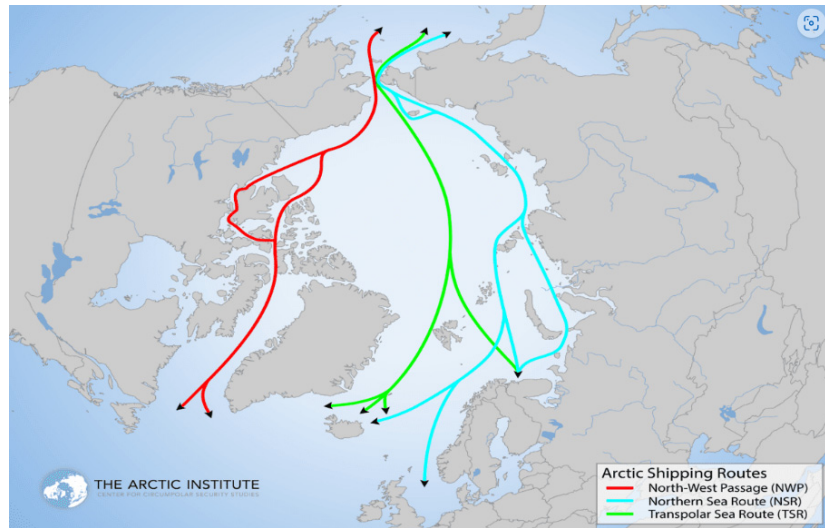 THE ARCTIC INSTITUTE
CENTER FOR CIRCUMPOLAR SECURITY STUDIES
Arctic Shipping Routes
North-West Passage (NWP)
Northern Sea Route (NSR)
Transpolar Sea Route (TSR)